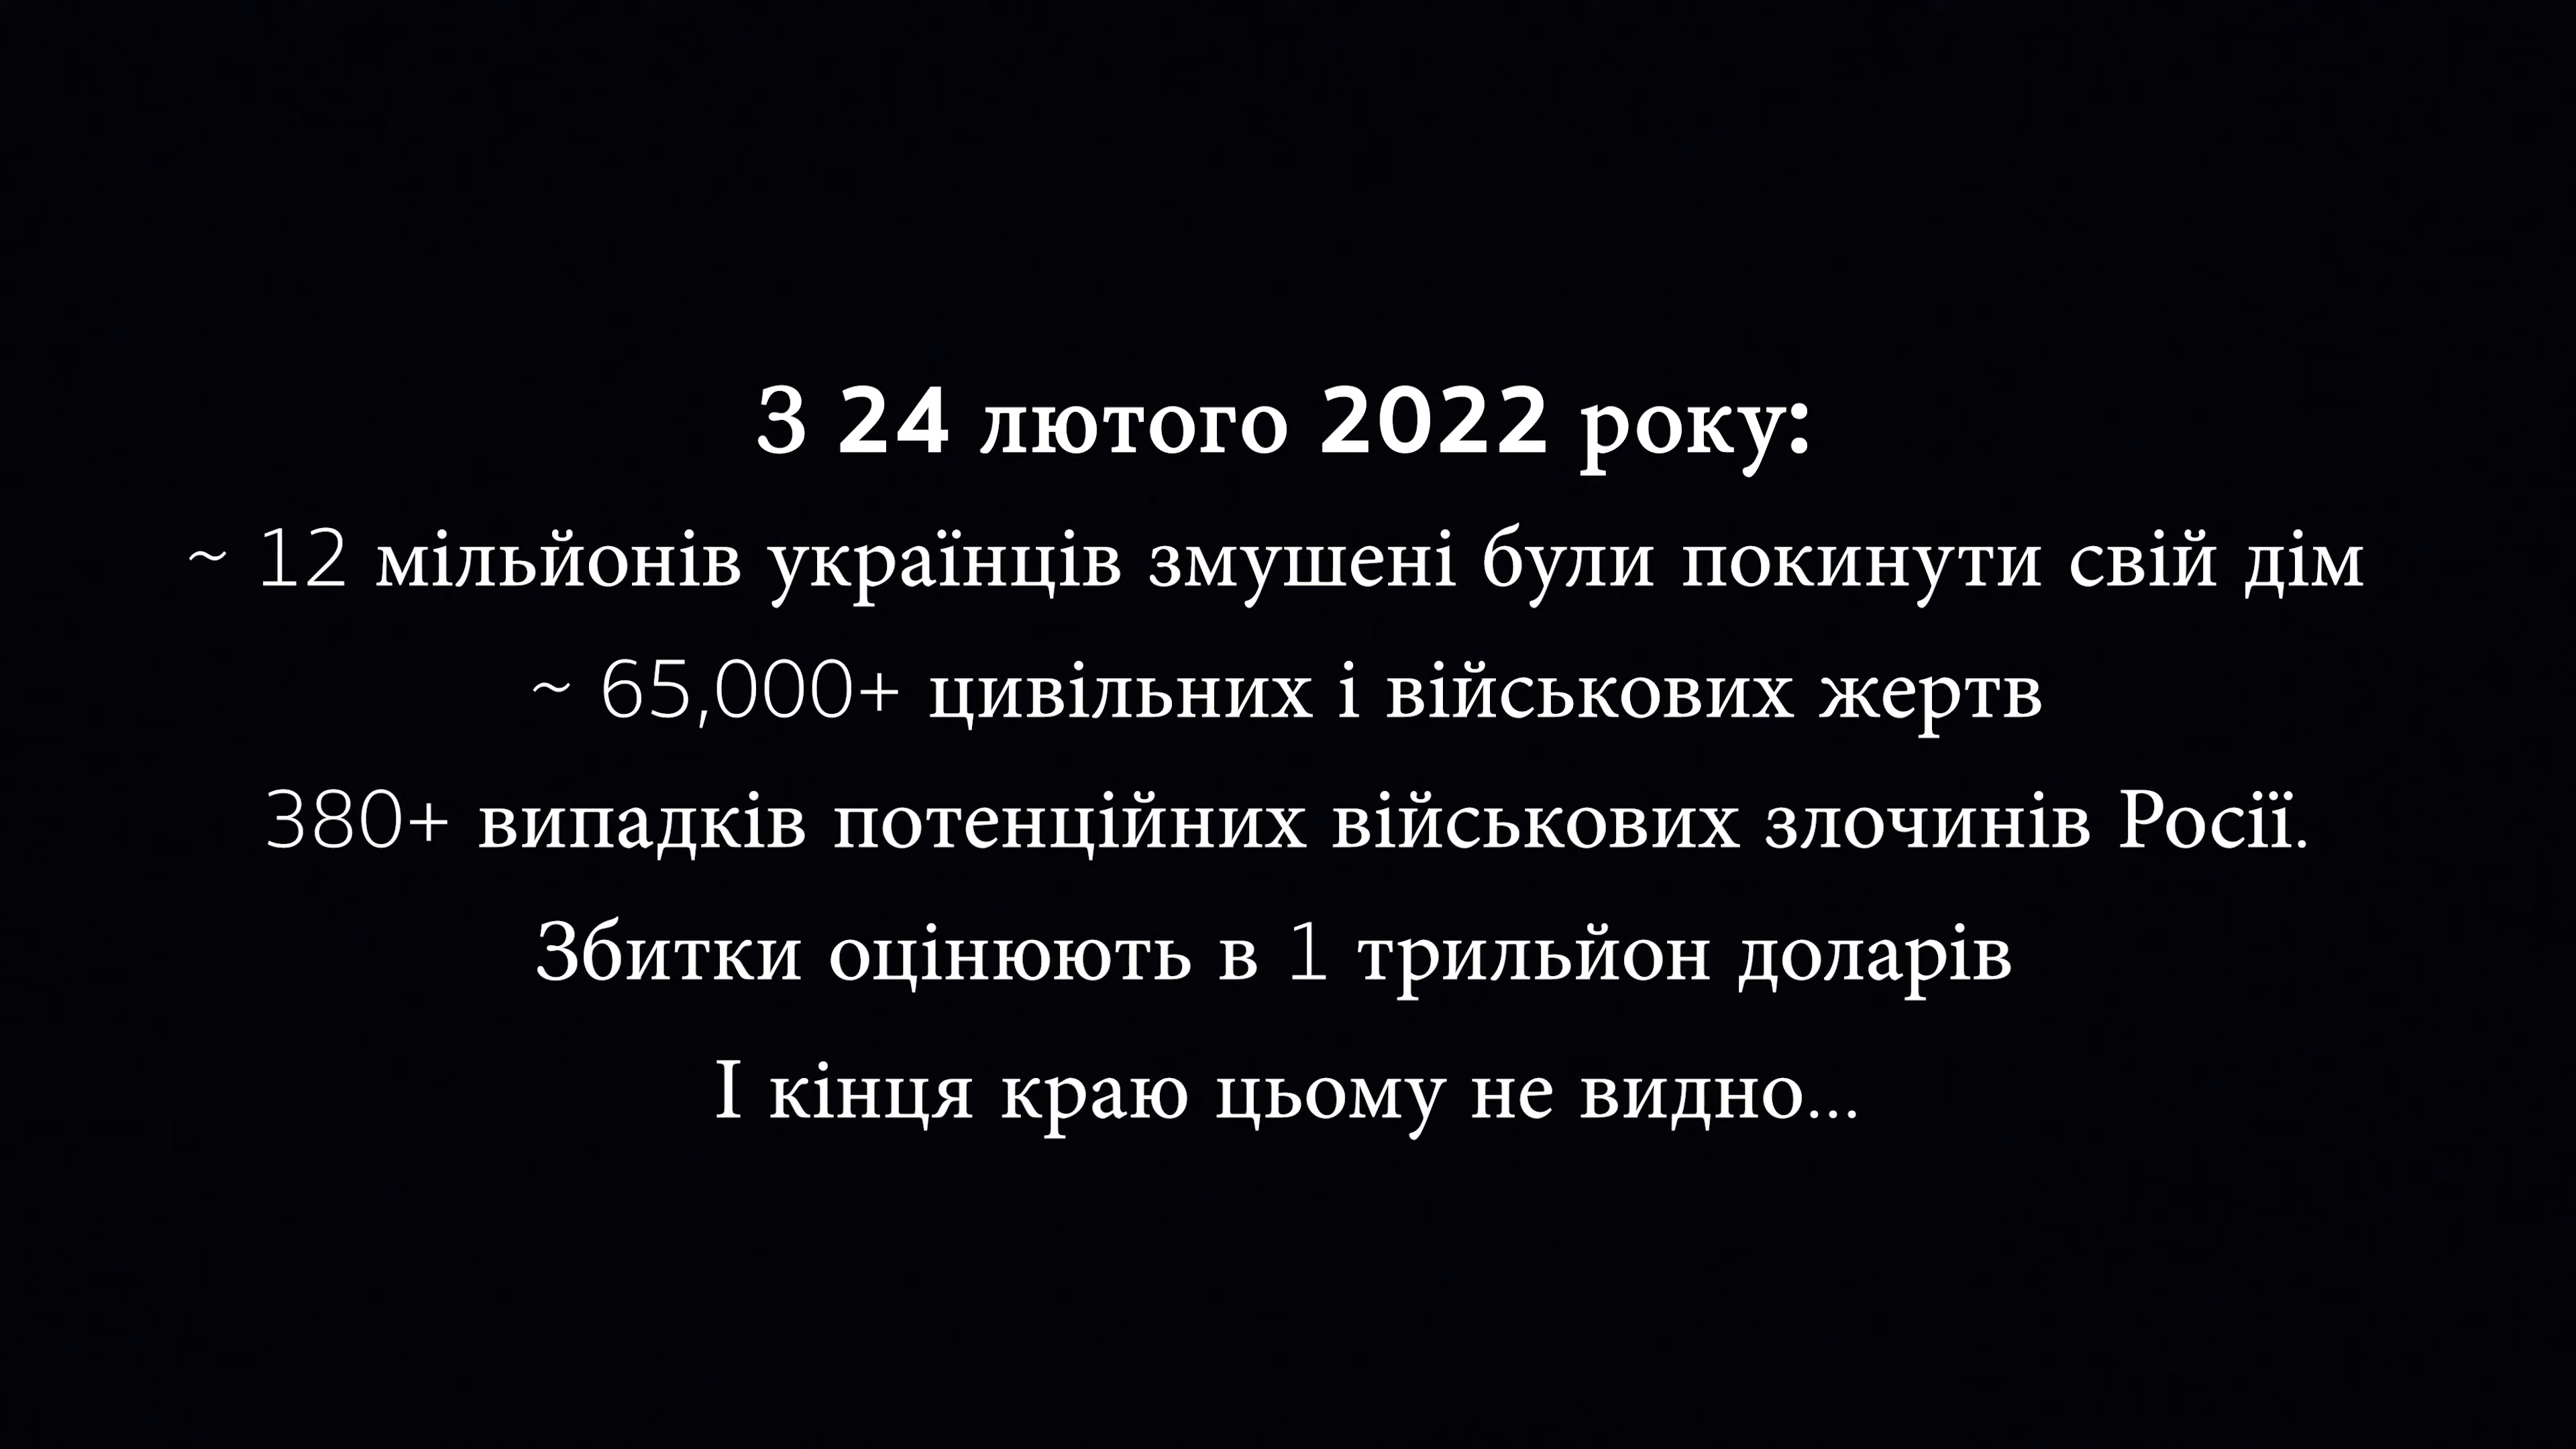 З 24 лютого 2022 року:
~ 12 мільйонів українців змушені були покинути свій дім
~ 65,000+ цивільних і військових жертв
380+ випадків потенційних військових злочинів Росії.
Збитки оцінюють в 1 трильйон доларів
І кінця краю цьому не видно...